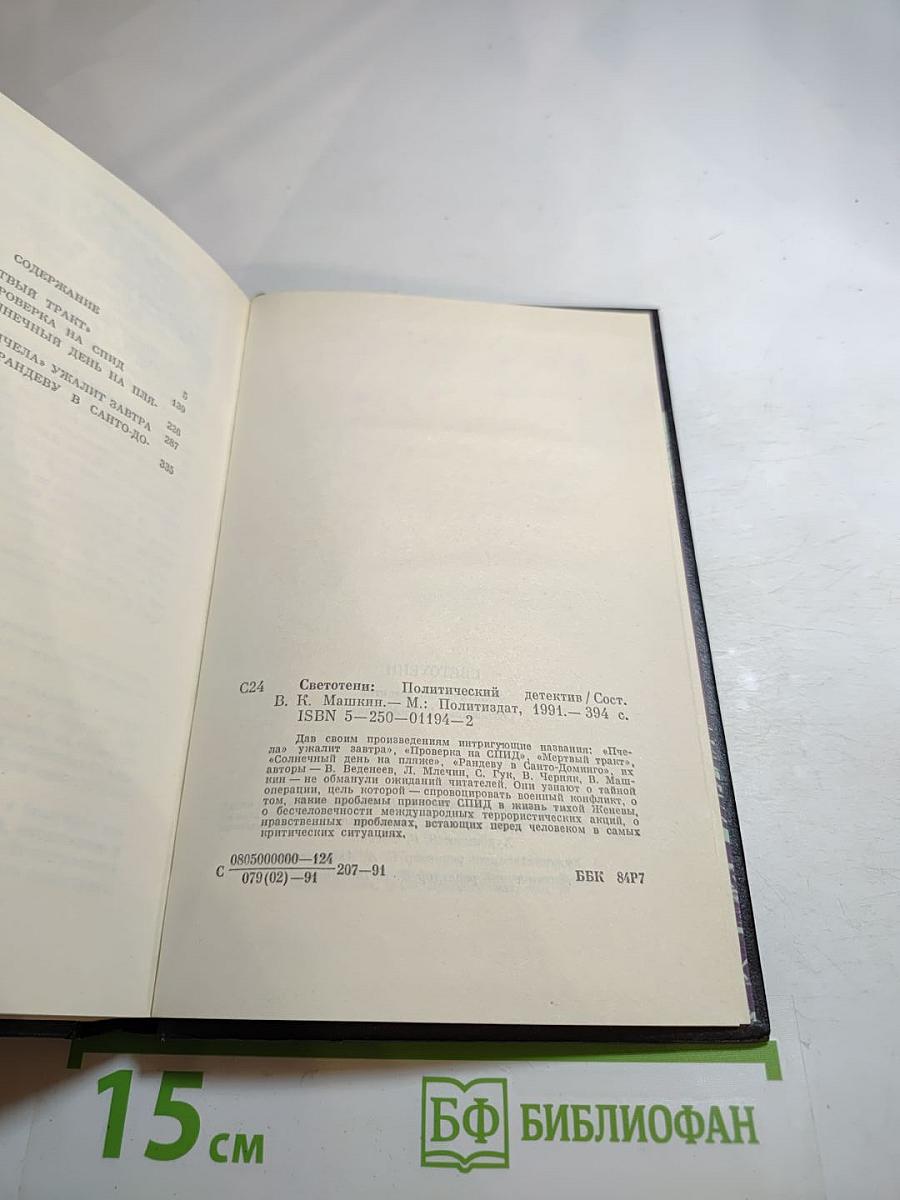 СОДЕРЖАНИЕ
ТВЫЙ ТРАКТ»
РОВЕРКА НА СПИД
5
НЕЧНЫЙ ДЕНЬ НА ПЛЯ-
139
ЧЕЛА» УЖАЛИТ ЗАВТРА
226
РАНДЕВУ В САНТО-ДО-
287
335
С24 Светотени: Политический детектив / Сост.
В. К. Машкин.— М.: Политиздат, 1991.— 394 с.
ISBN 5—250—01194—2
Дав своим произведениям интригующие названия: «Пче-
ла» ужалит завтра», «Проверка на СПИД», «Мертвый тракт»,
«Солнечный день на пляже», «Рандеву в Санто-Доминго», их
авторы — В. Веденеев, Л. Млечин, С. Гук, В. Черняк, В. Маш-
кин — не обманули ожиданий читателей. Они узнают о тайной
операции, цель которой — спровоцировать военный конфликт, о
том, какие проблемы приносит СПИД в жизнь тихой Женевы,
о бесчеловечности международных террористических акций, о
нравственных проблемах, встающих перед человеком в самых
критических ситуациях.
С 0805000000—124
079(02)—91 207—91 ББК 84Р7
15 см
БФ БИБЛИОФАН